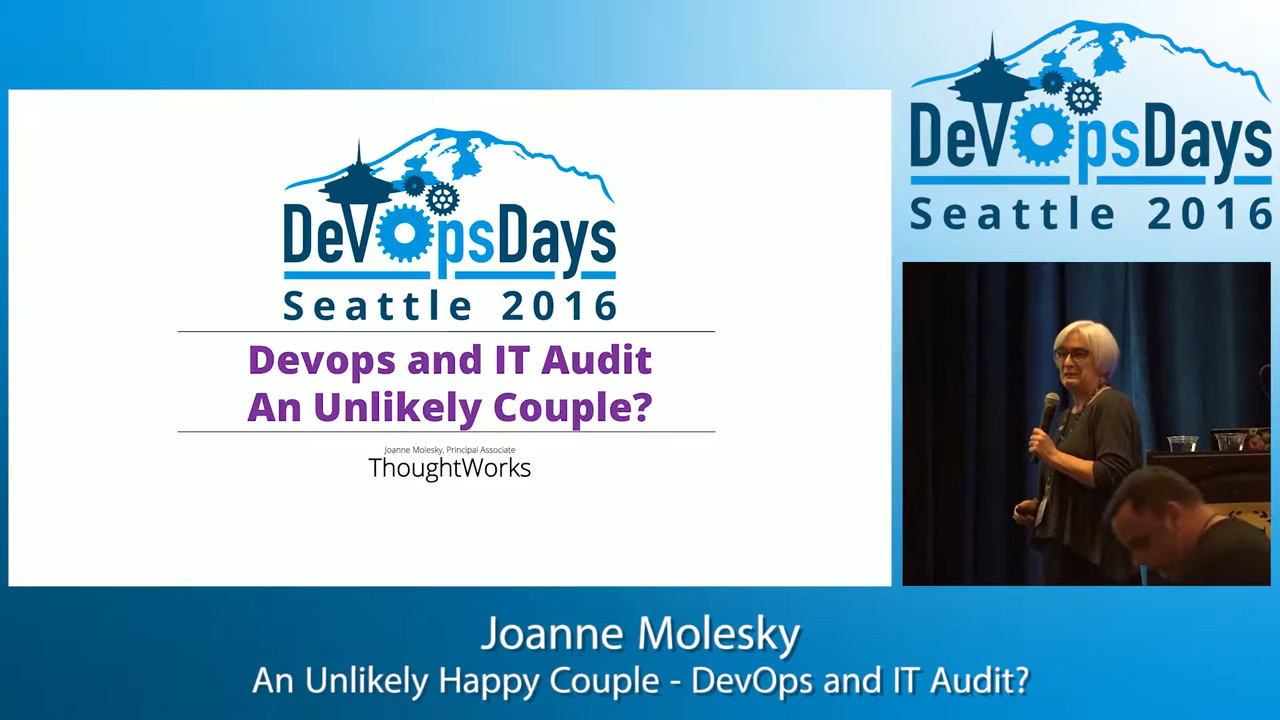 DevOpsDays
Seattle 2016
Devops and IT Audit
An Unlikely Couple?
Joanne Molesky, Principal Associate
ThoughtWorks
DevOpsDays
Seattle 2016
Joanne Molesky
An Unlikely Happy Couple - DevOps and IT Audit?